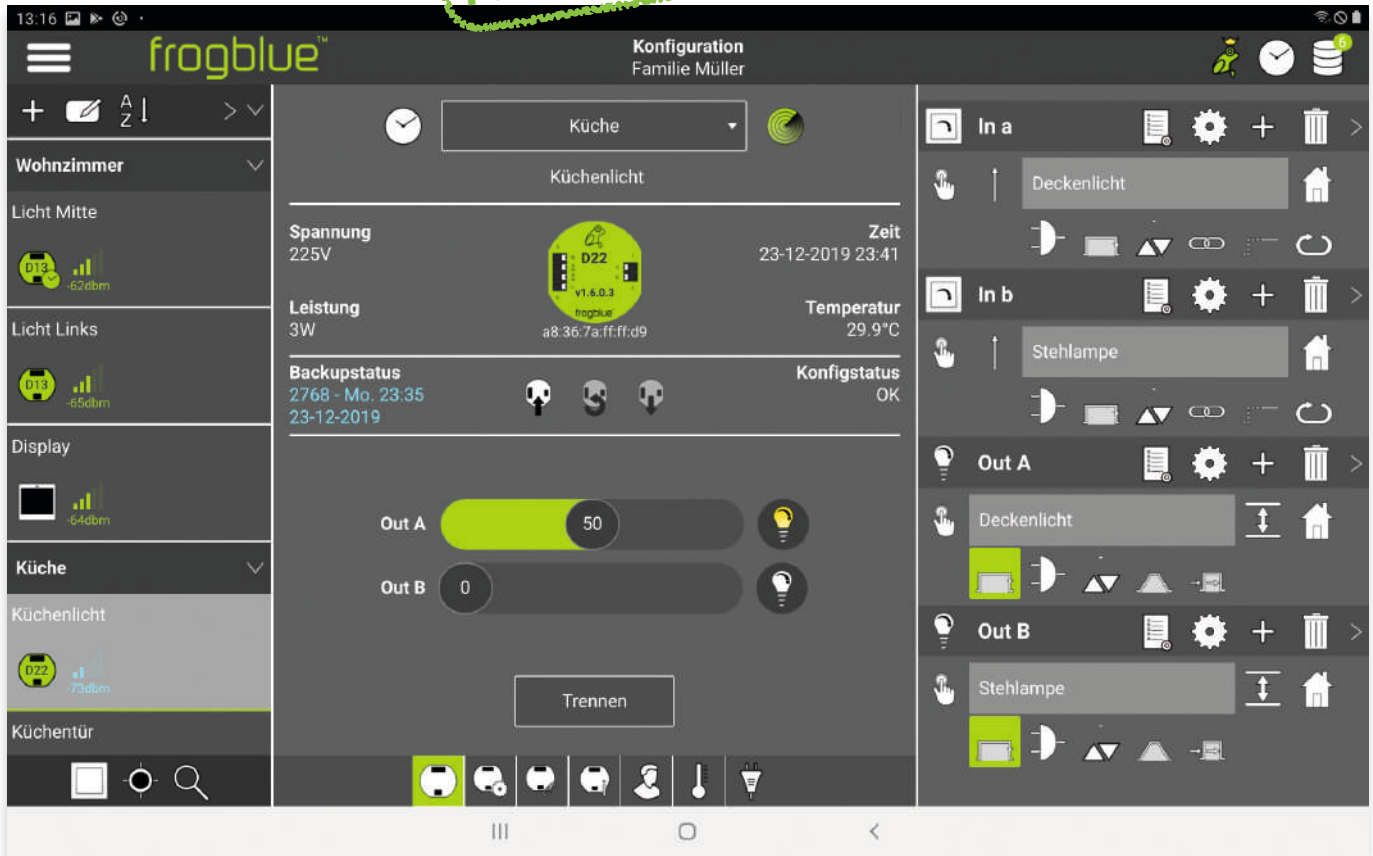 13:16
frogblue™
Konfiguration
Familie Müller
6
A
Z
Wohnzimmer
Licht Mitte
D13
-62dbm
Licht Links
D13
-65dbm
Display
-64dbm
Küche
Küchenlicht
D22
-73dbm
Küchentür
Küche
Küchenlicht
Spannung
225V
Zeit
23-12-2019 23:41
D22
v1.6.0.3
frogblue
Leistung
3W
a8:36:7a:ff:ff:d9
Temperatur
29.9°C
Backupstatus
2768 - Mo. 23:35
23-12-2019
Konfigstatus
OK
Out A
50
Out B
0
Trennen
In a
Deckenlicht
In b
Stehlampe
Out A
Deckenlicht
Out B
Stehlampe